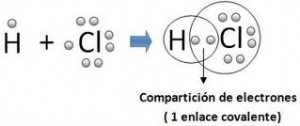 H + Cl H Cl
Compartición de electrones
( 1 enlace covalente)